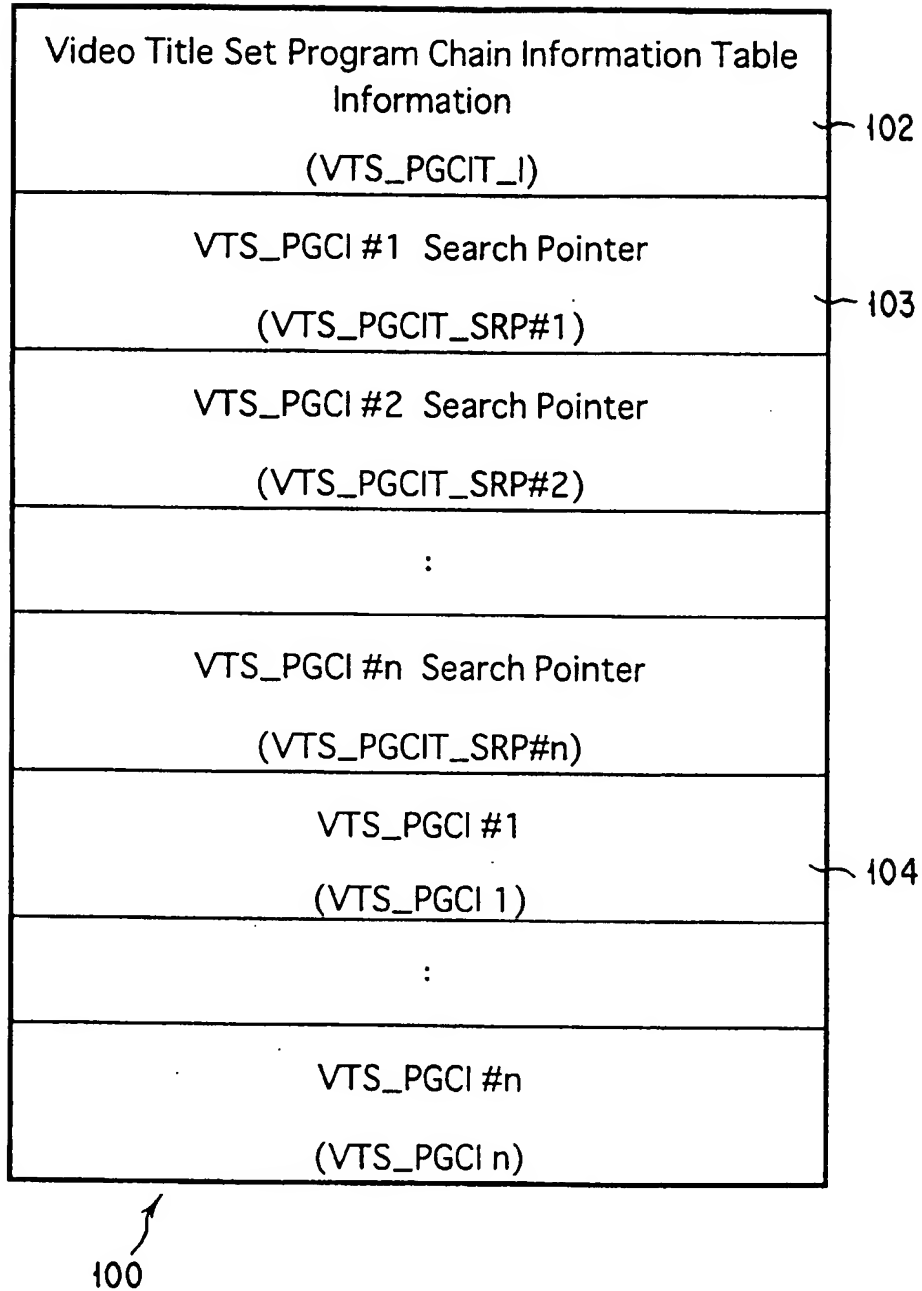 Video Title Set Program Chain Information Table
Information
(VTS_PGCIT_I)
102
VTS_PGCI #1 Search Pointer
(VTS_PGCIT_SRP#1)
103
VTS_PGCI #2 Search Pointer
(VTS_PGCIT_SRP#2)
:
VTS_PGCI #n Search Pointer
(VTS_PGCIT_SRP#n)
VTS_PGCI #1
(VTS_PGCI 1)
104
:
VTS_PGCI #n
(VTS_PGCI n)
100